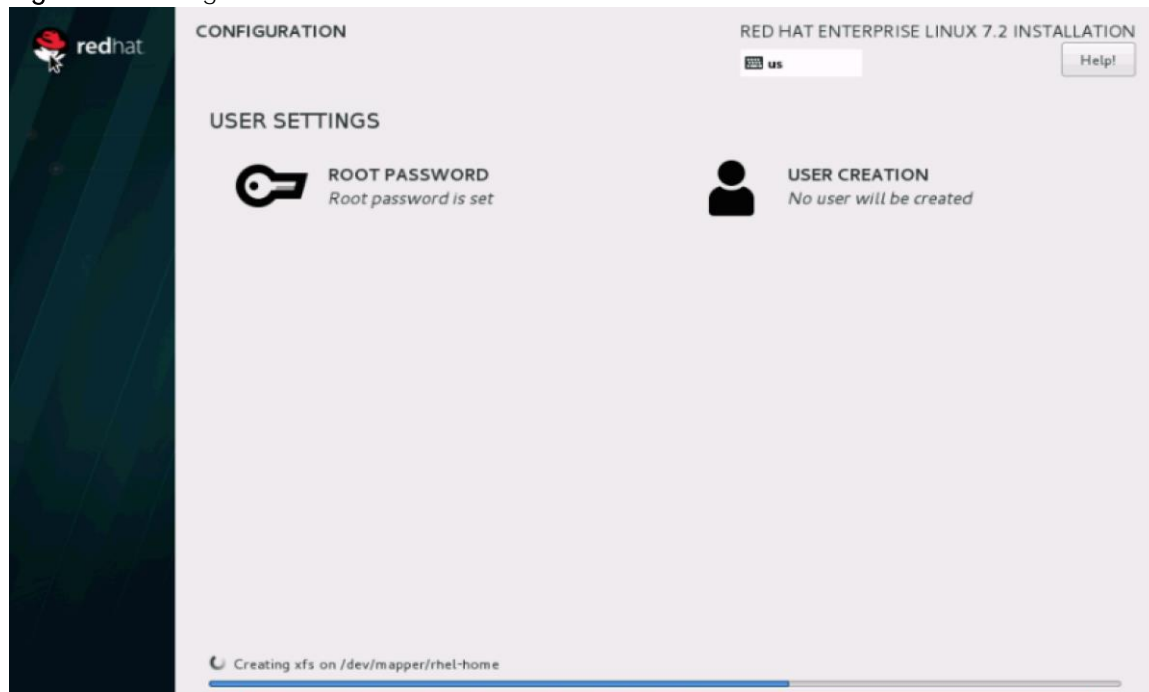 redhat
CONFIGURATION
RED HAT ENTERPRISE LINUX 7.2 INSTALLATION
us
Help!
USER SETTINGS
ROOT PASSWORD
Root password is set
USER CREATION
No user will be created
Creating xfs on /dev/mapper/rhel-home